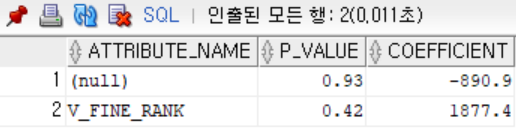 SQL | 인출된 모든 행: 2(0,011초)
ATTRIBUTE_NAME P_VALUE COEFFICIENT
1 (null) 0.93 -890.9
2 V_FINE_RANK 0.42 1877.4